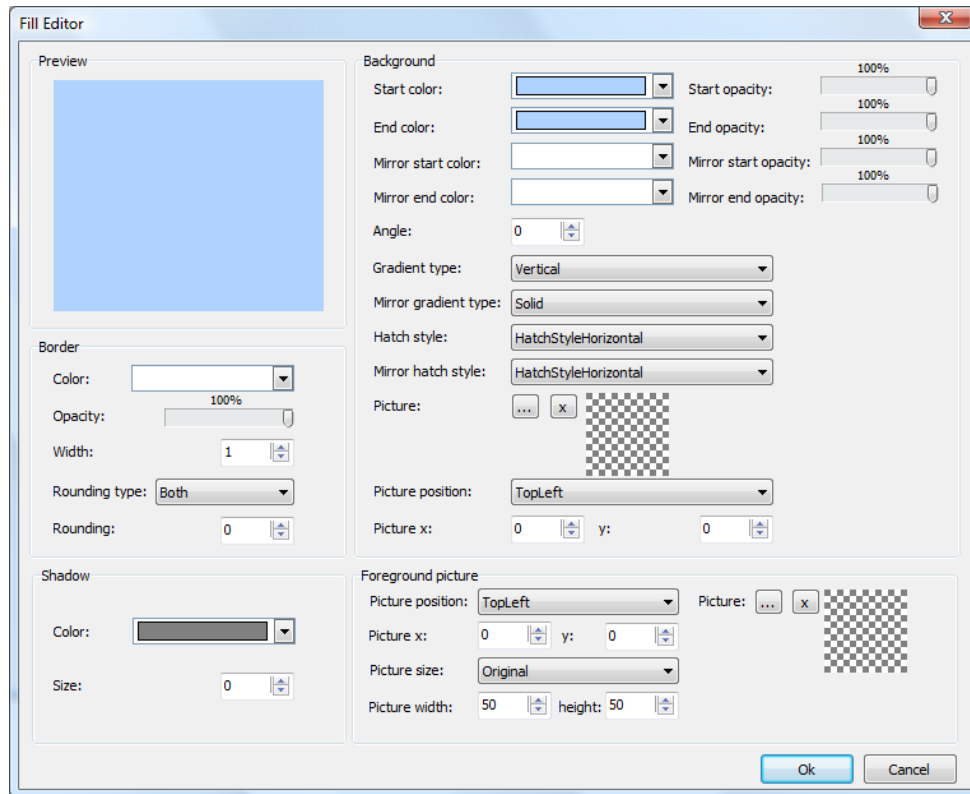 Fill Editor
Preview
Background
Start color:
Start opacity:
100%
End color:
End opacity:
100%
Mirror start color:
Mirror start opacity:
100%
Mirror end color:
Mirror end opacity:
100%
Angle:
0
Gradient type:
Vertical
Mirror gradient type:
Solid
Hatch style:
HatchStyleHorizontal
Mirror hatch style:
HatchStyleHorizontal
Picture:
...
x
Picture position:
TopLeft
Picture x:
0
y:
0
Border
Color:
Opacity:
100%
Width:
1
Rounding type:
Both
Rounding:
0
Shadow
Color:
Size:
0
Foreground picture
Picture position:
TopLeft
Picture:
...
x
Picture x:
0
y:
0
Picture size:
Original
Picture width:
50
height:
50
Ok
Cancel